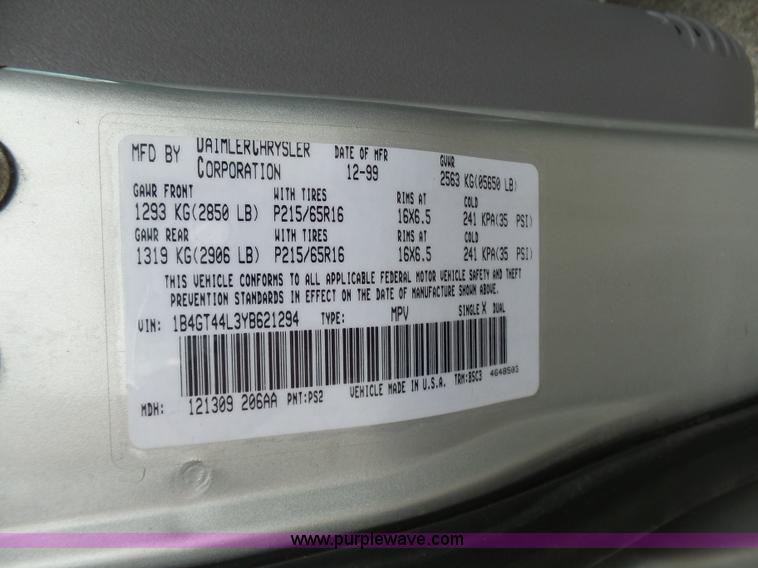 MFD BY DAIMLERCHRYSLER CORPORATION DATE OF MFR 12-99 GVWR 2563 KG(05650 LB)
GAWR FRONT WITH TIRES RIMS AT COLD
1293 KG(2850 LB) P215/65R16 16X6.5 241 KPA(35 PSI)
GAWR REAR WITH TIRES RIMS AT COLD
1319 KG(2906 LB) P215/65R16 16X6.5 241 KPA(35 PSI)
THIS VEHICLE CONFORMS TO ALL APPLICABLE FEDERAL MOTOR VEHICLE SAFETY AND THEFT
PREVENTION STANDARDS IN EFFECT ON THE DATE OF MANUFACTURE SHOWN ABOVE.
VIN: 1B4GT44L3YB621294 TYPE: MPV SINGLE X DUAL
MDH: 121309 206AA PNT:PS2 VEHICLE MADE IN U.S.A. TRM:BSC3 4648503
www.purplewave.com